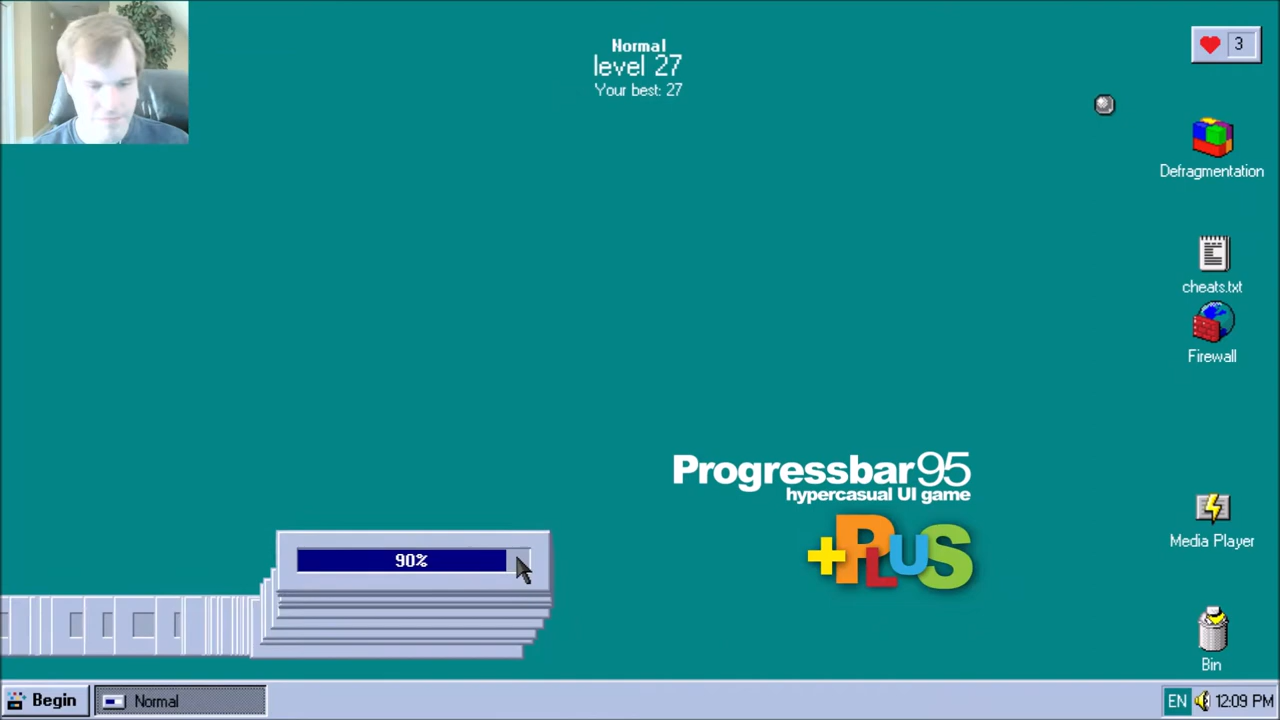 Normal
level 27
Your best: 27
3
Defragmentation
cheats.txt
Firewall
Progressbar95
hypercasual UI game
+PLUS
Media Player
90%
Bin
Begin
Normal
EN
12:09 PM